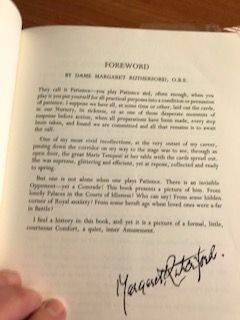 FOREWORD
BY DAME MARGARET RUTHERFORD, O.B.E.
They call it Patience—you play Patience and, often enough, when you
play it you put yourself for all practical purposes into a condition or persuasion
of patience. I suppose we have all, at some time or other, laid out the cards,
in our Nursery, in sickness, or at one of those desperate moments of
suspense before action, when all preparations have been made, every step
been taken, and found we are committed and all that remains is to await
the call.
One of my most vivid recollections, at the very outset of my career,
passing down the corridor on my way to the stage was to see, through an
open door, the great Marie Tempest at her table with the cards spread out.
She was supreme, glittering and efficient, yet at repose, collected and ready
to spring.
But one is not alone when one plays Patience. There is an invisible
Opponent—yet a Comrade! This book presents a picture of him. From
lonely Palaces in the Courts of Historia! Who can say? From some hidden
corner of Royal anxiety! From some hearth age when loved ones were a far
in Battle?
I feel a history in this book, and yet it is a picture of a formal, little,
courteous Comfort, a quiet, inner Amusement.
Margaret Rutherford.